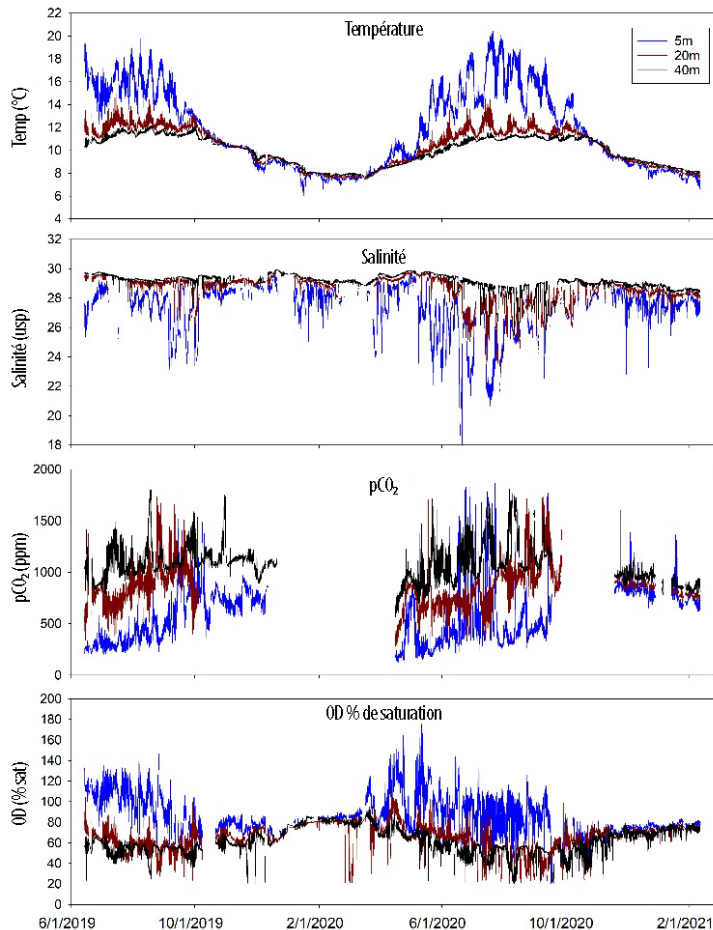 Température
5m
20m
40m
Temp (°C)
22
20
18
16
14
12
10
8
6
4
Salinité
Salinité (usp)
32
30
28
26
24
22
20
18
pCO₂
pCO₂ (ppm)
2000
1500
1000
500
0
OD % de saturation
OD (% sat)
200
180
160
140
120
100
80
60
40
20
0
6/1/2019 10/1/2019 2/1/2020 6/1/2020 10/1/2020 2/1/2021